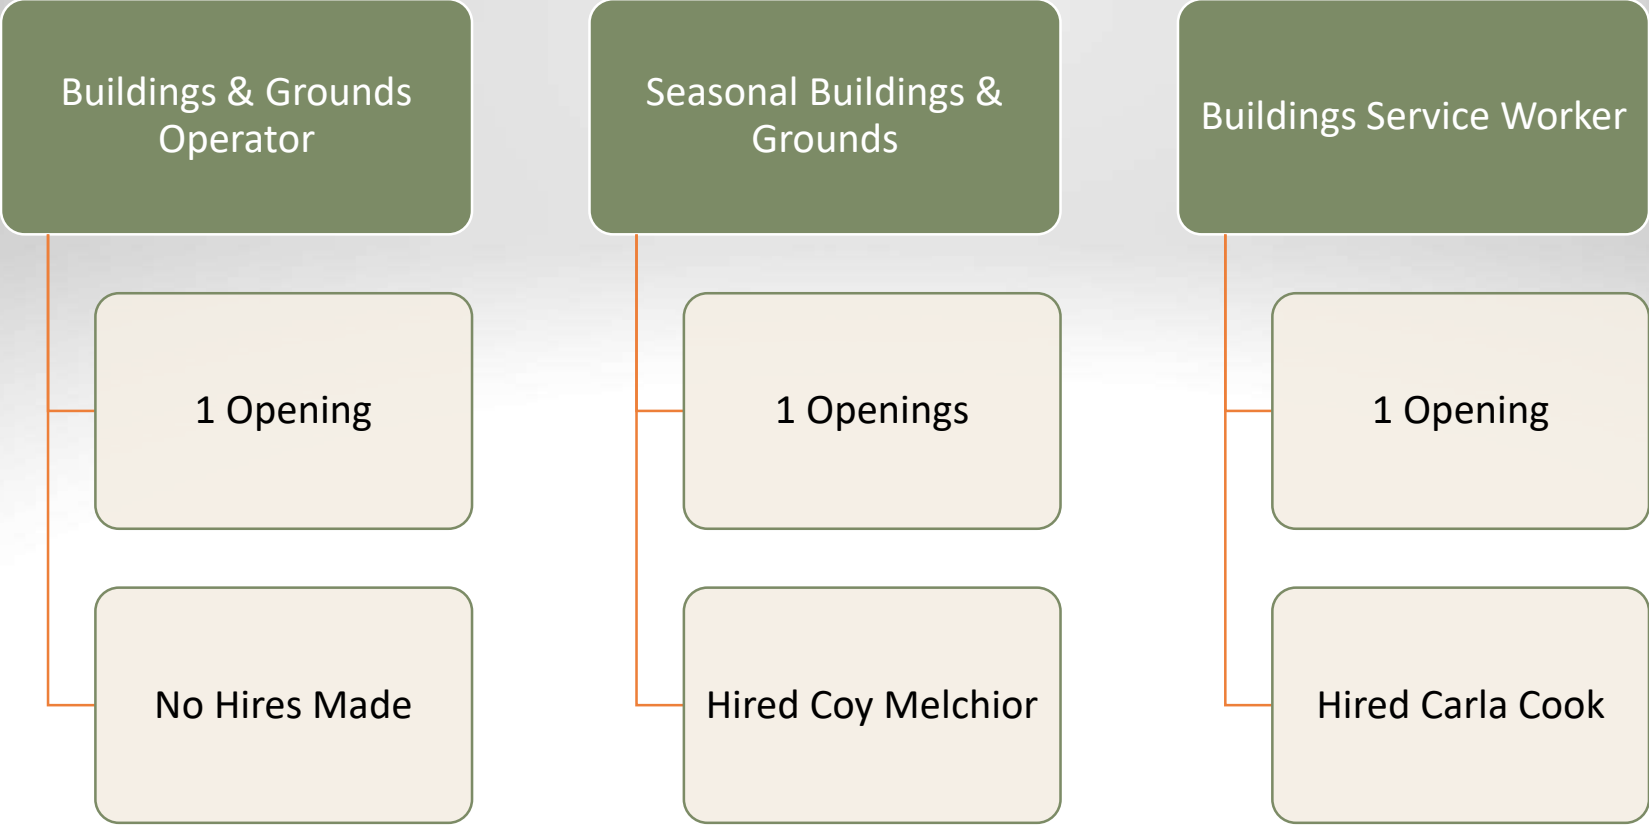 Buildings & Grounds
Operator
1 Opening
No Hires Made
Seasonal Buildings &
Grounds
1 Openings
Hired Coy Melchior
Buildings Service Worker
1 Opening
Hired Carla Cook